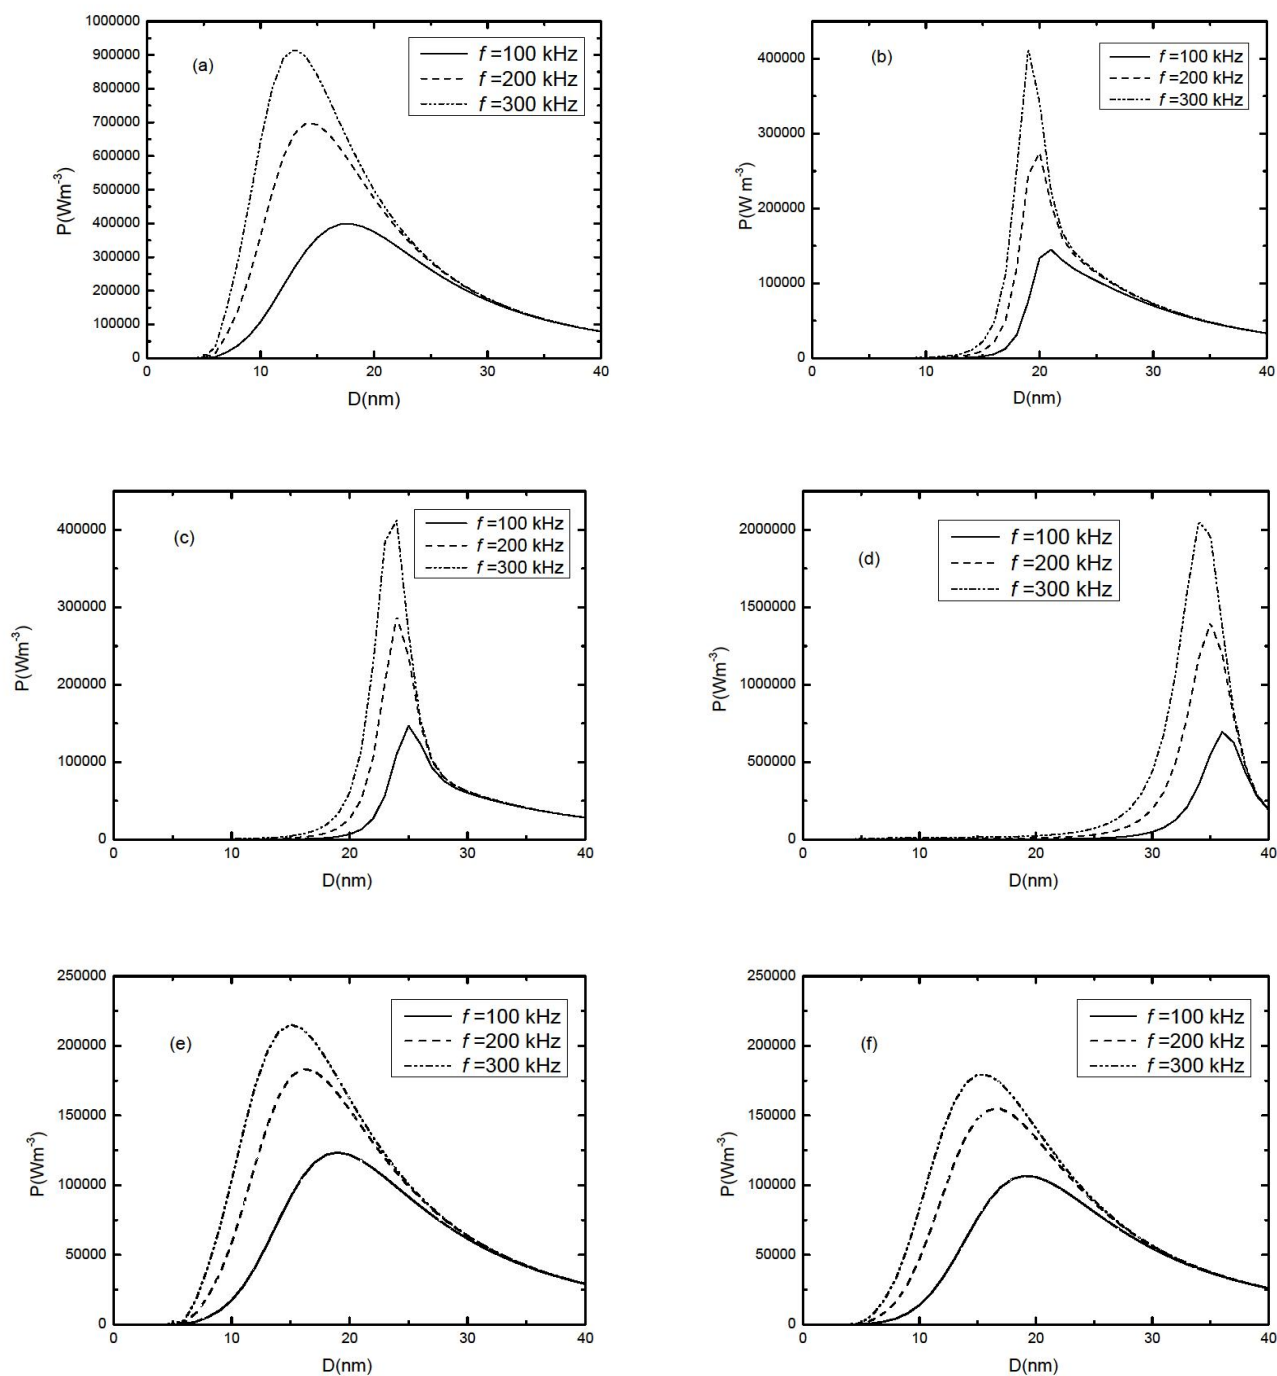 1000000
900000
800000
700000
600000
500000
400000
300000
200000
100000
0
P(Wm-3)
(a)
f =100 kHz
f =200 kHz
f =300 kHz
0 10 20 30 40
D(nm)
400000
300000
200000
100000
0
P(W m-3)
(b)
f =100 kHz
f =200 kHz
f =300 kHz
0 10 20 30 40
D(nm)
400000
300000
200000
100000
0
P(Wm-3)
(c)
f =100 kHz
f =200 kHz
f =300 kHz
0 10 20 30 40
D(nm)
2000000
1500000
1000000
500000
0
P(Wm-3)
(d)
f =100 kHz
f =200 kHz
f =300 kHz
0 10 20 30 40
D(nm)
250000
200000
150000
100000
50000
0
P(Wm-3)
(e)
f =100 kHz
f =200 kHz
f =300 kHz
0 10 20 30 40
D(nm)
250000
200000
150000
100000
50000
0
P(Wm-3)
(f)
f =100 kHz
f =200 kHz
f =300 kHz
0 10 20 30 40
D(nm)